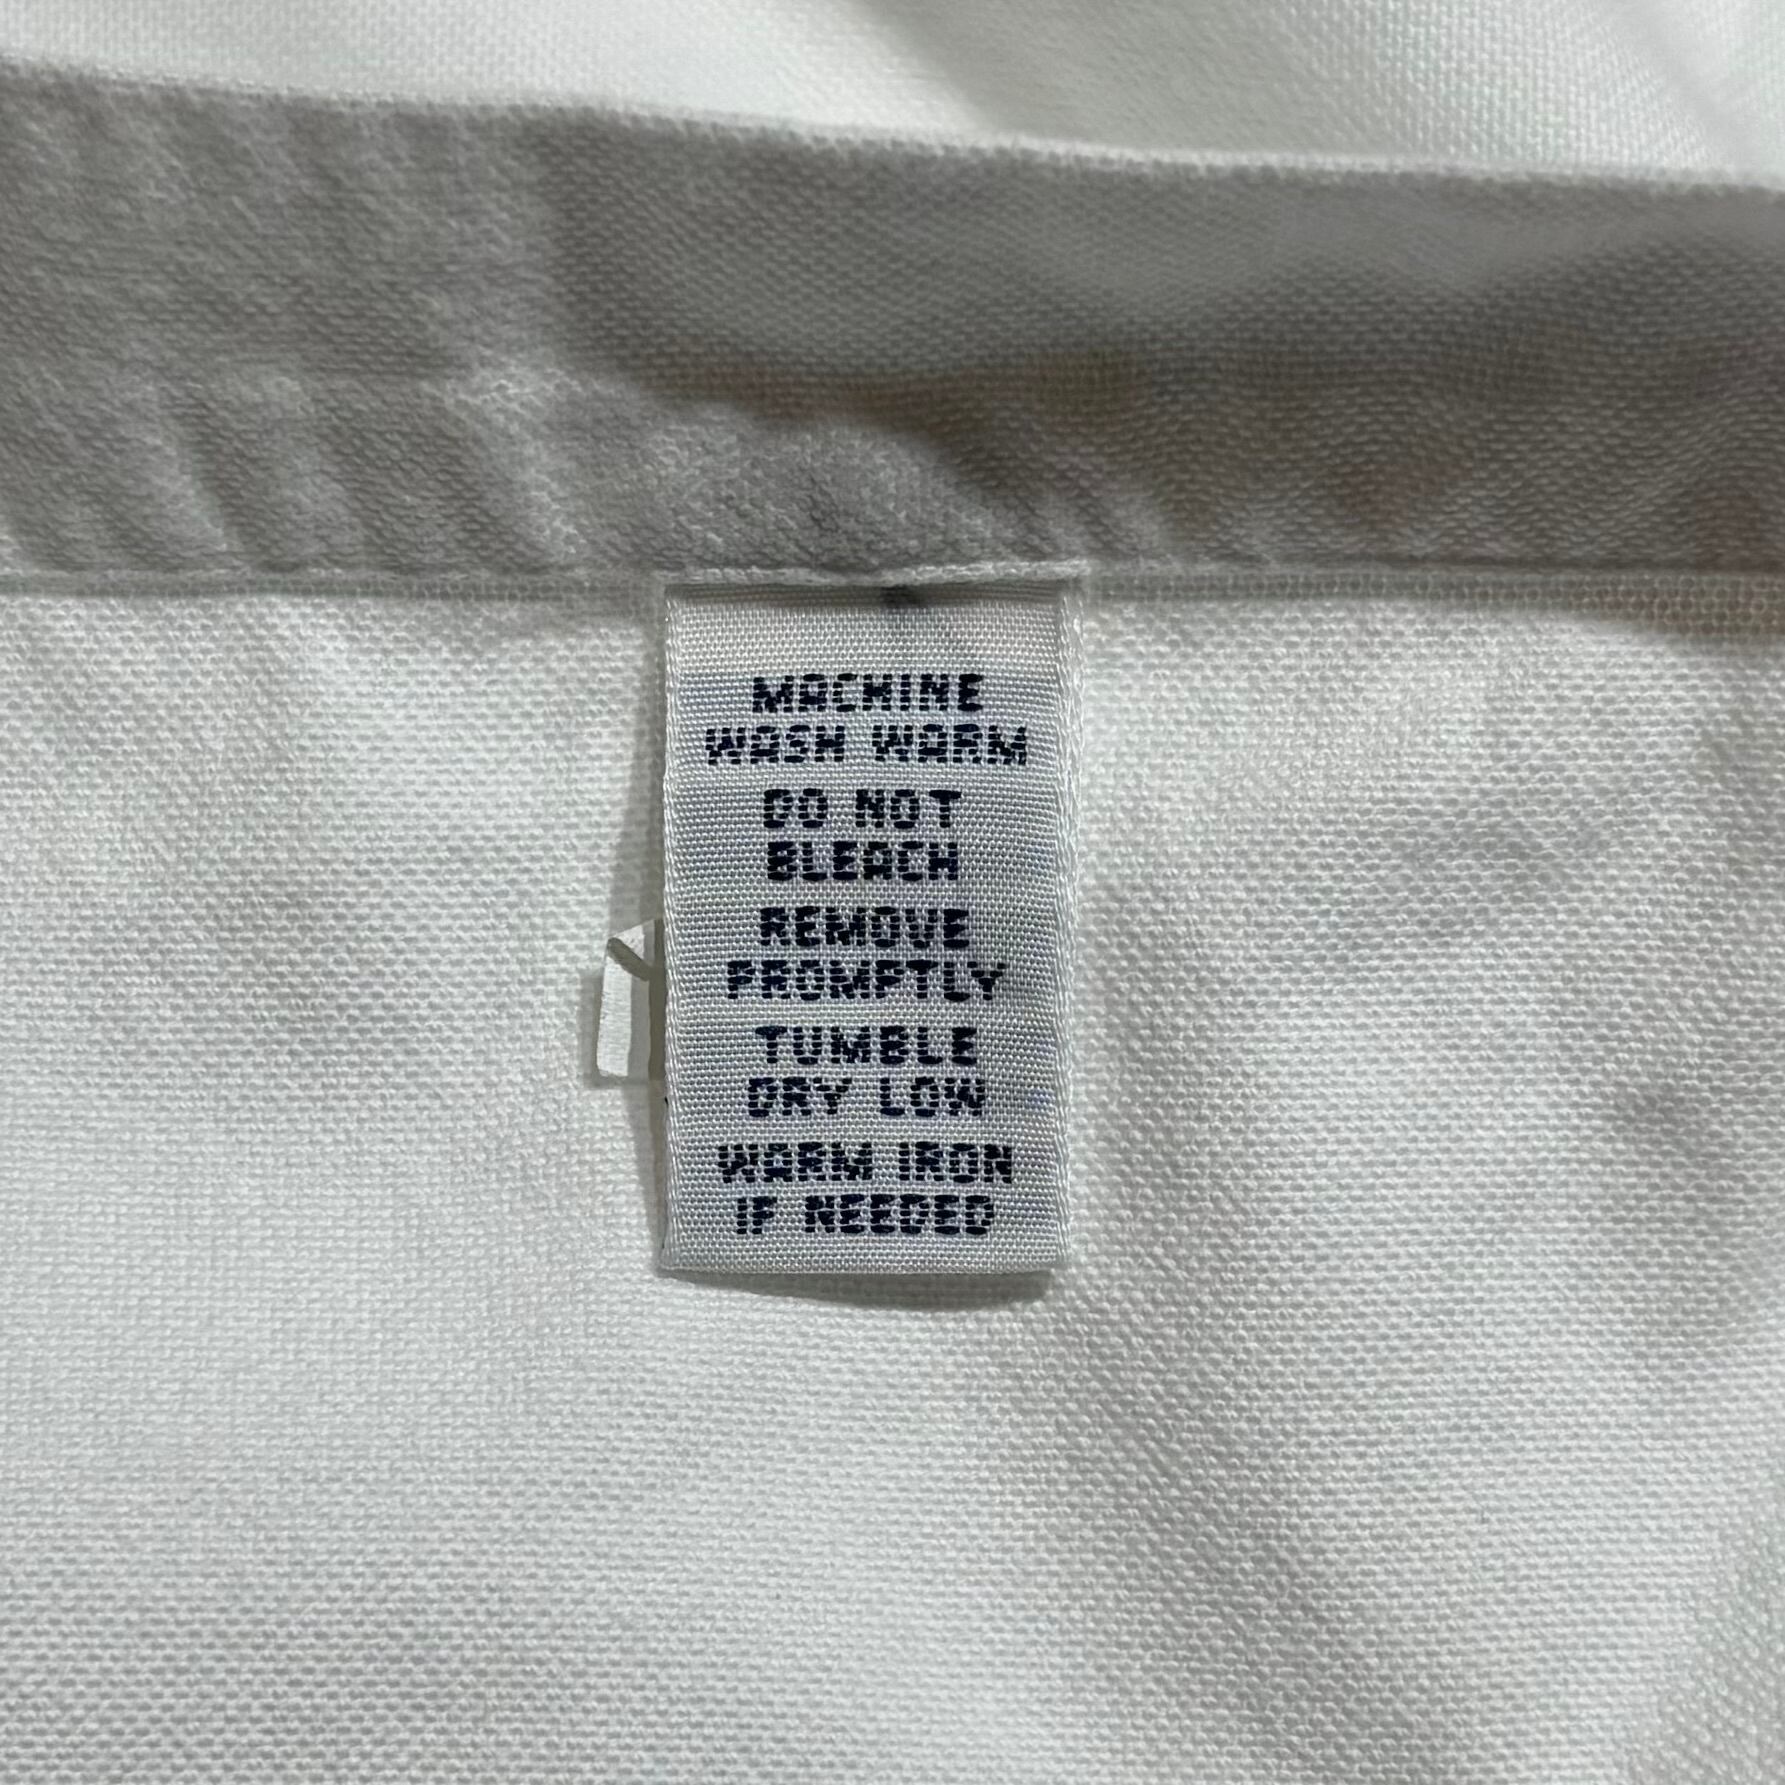 MACHINE
WASH WARM
DO NOT
BLEACH
REMOVE
PROMPTLY
TUMBLE
DRY LOW
WARM IRON
IF NEEDED